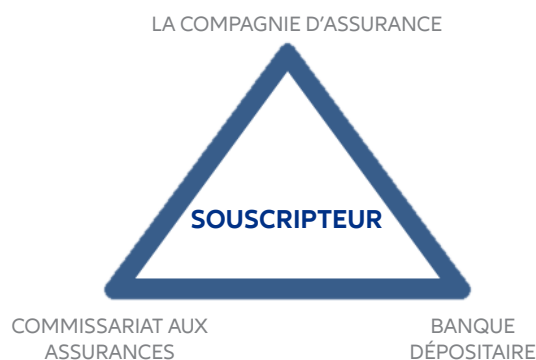 LA COMPAGNIE D’ASSURANCE
SOUSCRIPTEUR
COMMISSARIAT AUX
ASSURANCES
BANQUE
DÉPOSITAIRE